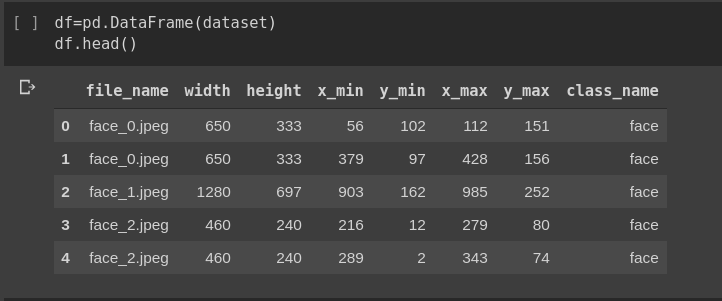 [ ] df=pd.DataFrame(dataset)
df.head()
file_name width height x_min y_min x_max y_max class_name
0 face_0.jpeg 650 333 56 102 112 151 face
1 face_0.jpeg 650 333 379 97 428 156 face
2 face_1.jpeg 1280 697 903 162 985 252 face
3 face_2.jpeg 460 240 216 12 279 80 face
4 face_2.jpeg 460 240 289 2 343 74 face